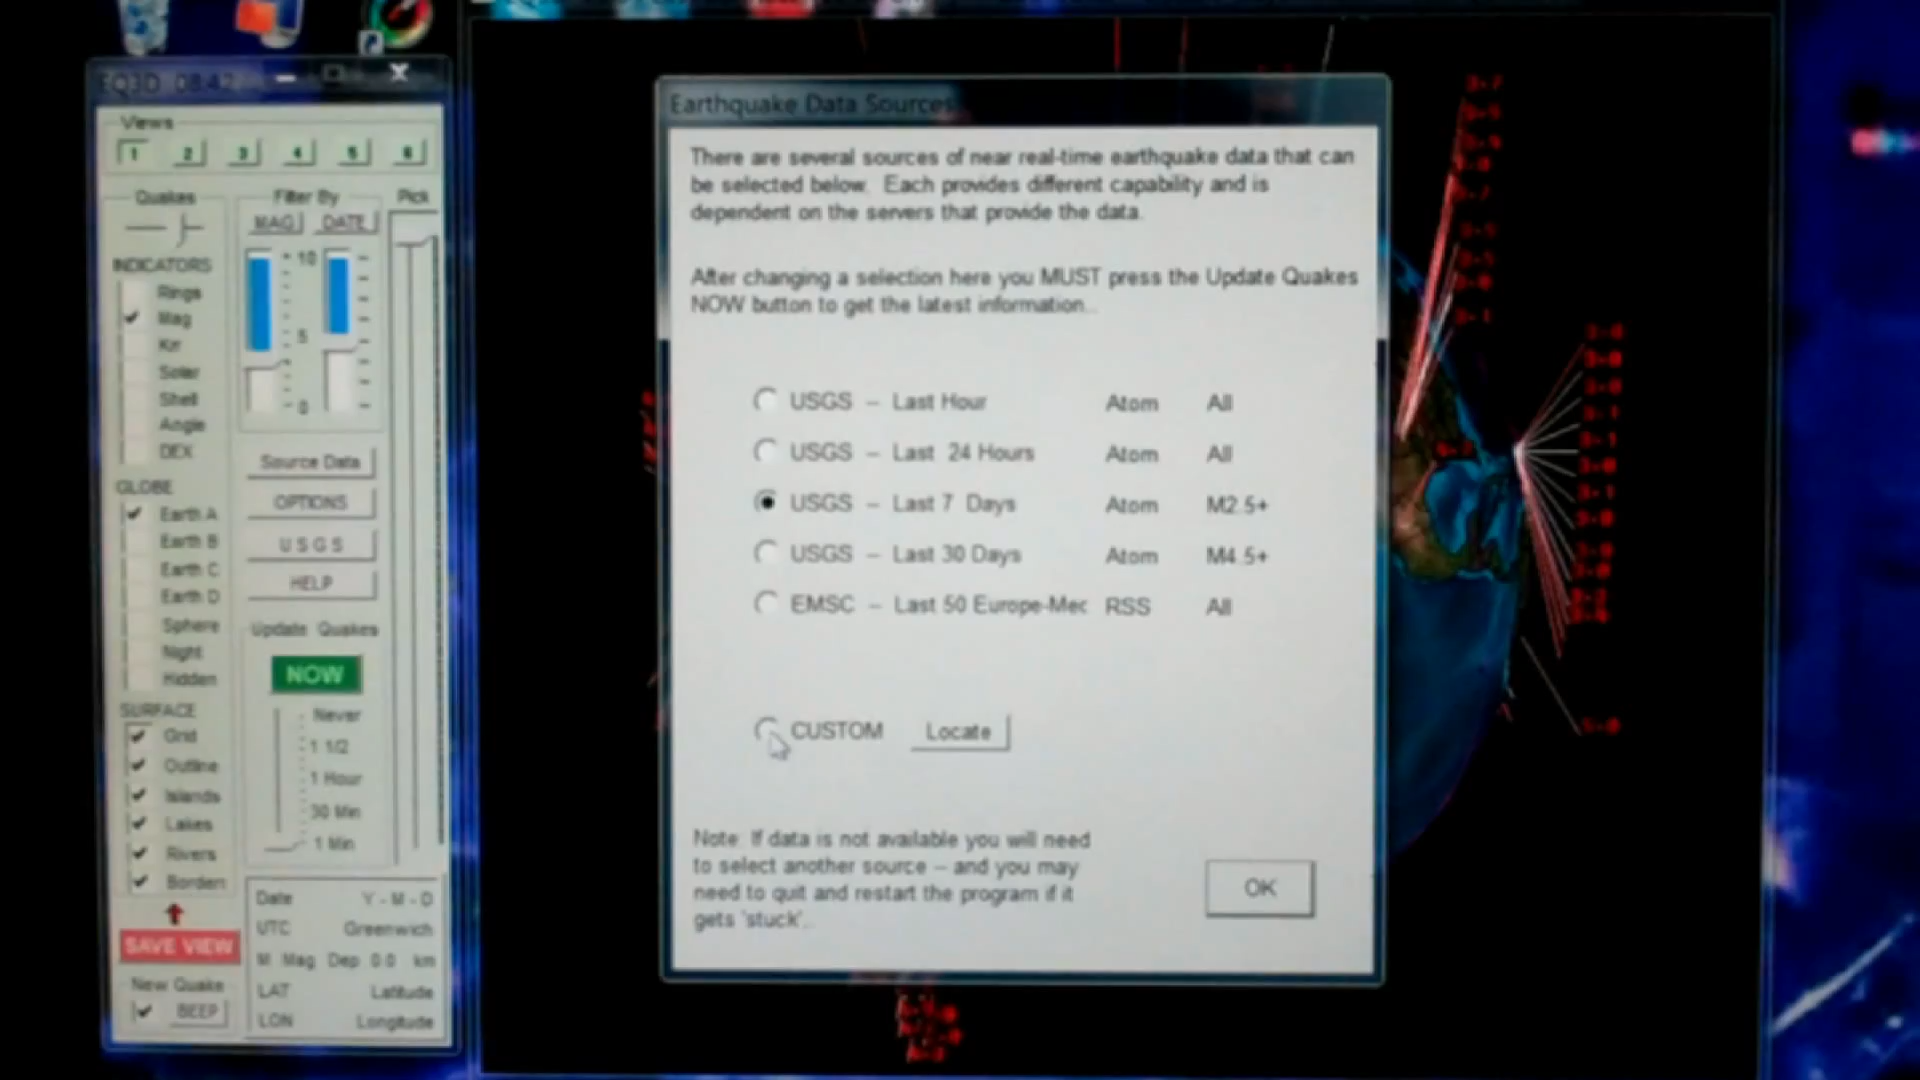 EQ3D 08:42
Views
1 2 3 4 5 6
Quakes
Filter By
Pick
MAG DATE
10
5
0
INDICATORS
Rings
Mag
Solar
Shell
Angle
DEX
GLOBE
Earth A
Earth B
Earth C
Earth D
Sphere
Night
Hidden
SURFACE
Grid
Outline
Islands
Lakes
Rivers
Borders
SAVE VIEW
New Quake
BEEP
Source Data
OPTIONS
U S G S
HELP
Update Quakes
NOW
Never
1 1/2
1 Hour
30 Min
1 Min
Date Y - M - D
UTC Greenwich
M Mag Dep 0.0 km
LAT Latitude
LON Longitude
Earthquake Data Sources
There are several sources of near real-time earthquake data that can
be selected below. Each provides different capability and is
dependent on the servers that provide the data.
After changing a selection here you MUST press the Update Quakes
NOW button to get the latest information..
USGS – Last Hour Atom All
USGS – Last 24 Hours Atom All
USGS – Last 7 Days Atom M2.5+
USGS – Last 30 Days Atom M4.5+
EMSC – Last 50 Europe-Mec RSS All
CUSTOM Locate
Note: If data is not available you will need
to select another source – and you may
need to quit and restart the program if it
gets 'stuck'..
OK